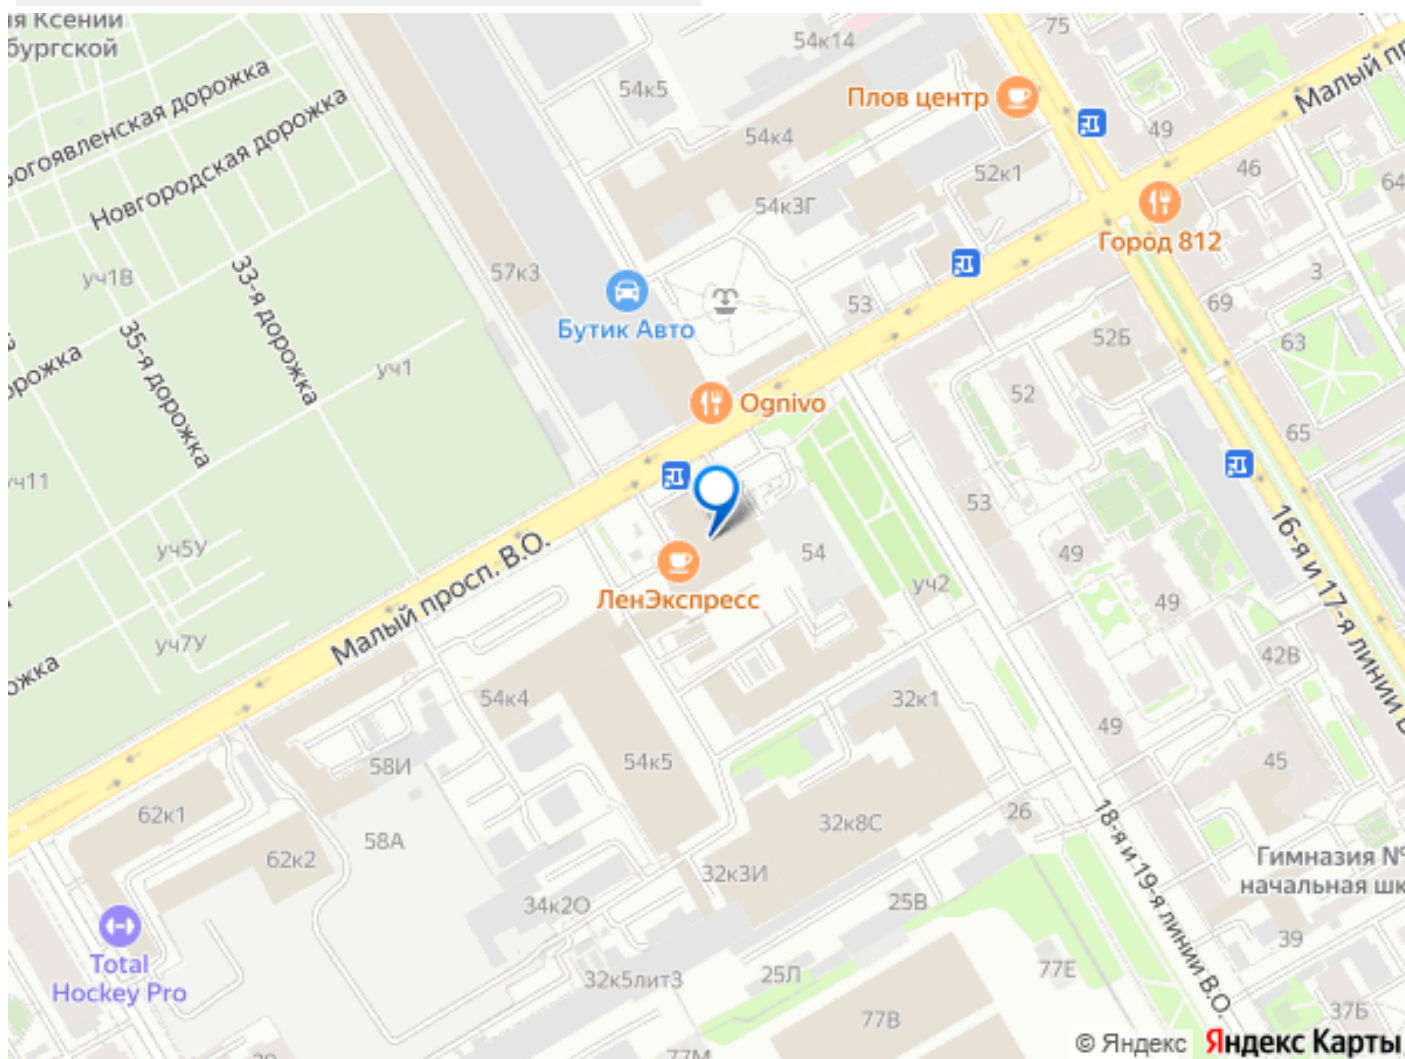 я Ксении
бургской
54к14
75
Малый пр
54к5
Плов центр
49
Богоявленская дорожка
Новгородская дорожка
54к4
52к1
46
64
54к3Г
Город 812
уч1В
33-я дорожка
57к3
3
53
69
Бутик Авто
35-я дорожка
52Б
63
орожка
уч1
52
Ognivo
65
уч11
53
16-я и 17-я линии В
уч5У
Малый просп. В.О.
54
49
уч2
ЛенЭкспресс
49
уч7У
42В
ожка
54к4
32к1
49
58И
54к5
45
62к1
32к8С
26
18-я и 19-я линии В.О.
58А
62к2
Гимназия №
начальная шк
32к3И
34к2О
25В
39
Total
Hockey Pro
32к5лит3
25Л
77Е
37Б
77В
77М
© Яндекс Яндекс Карты